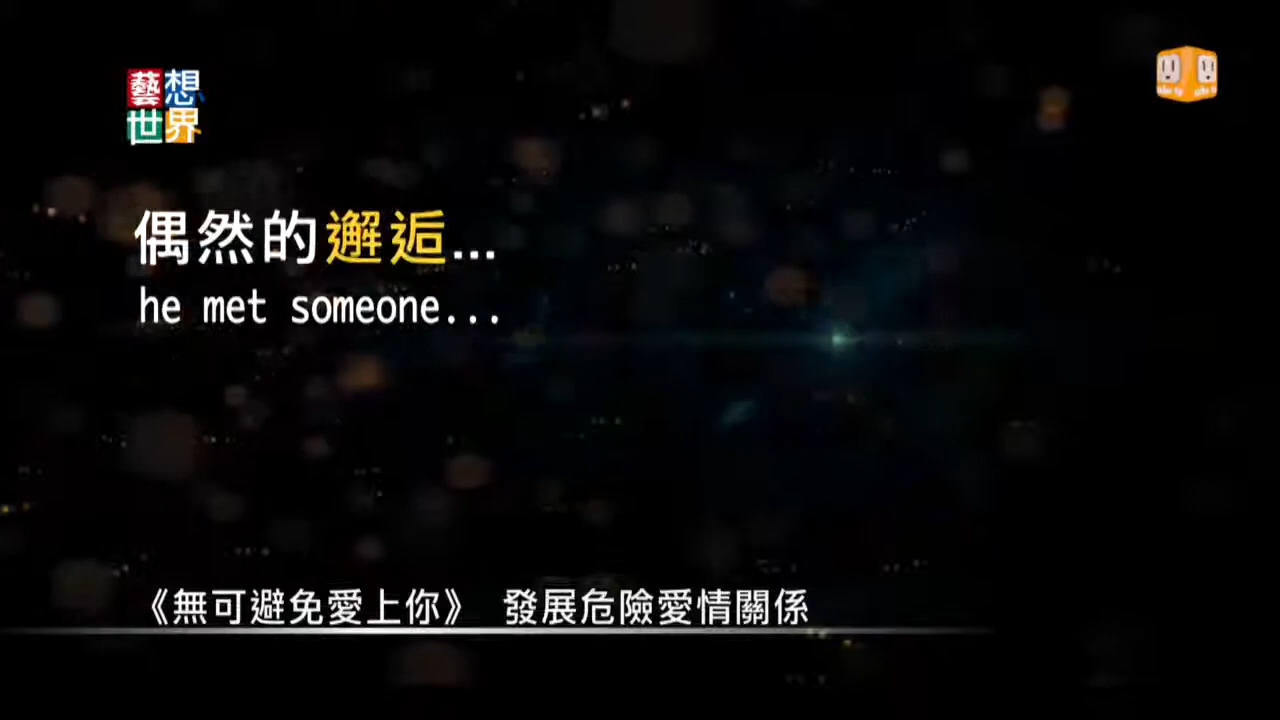 藝想
世界
偶然的邂逅...
he met someone...
《無可避免愛上你》 發展危險愛情關係